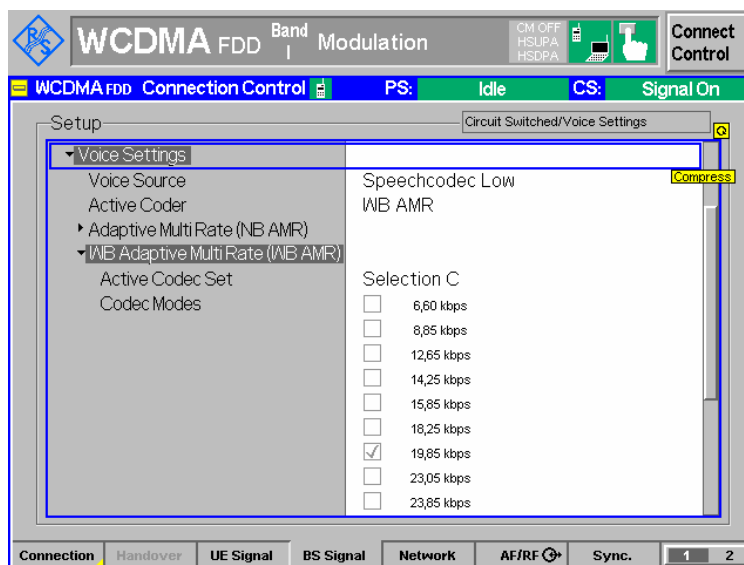 R&S
WCDMA FDD Band I Modulation
CM OFF
HSUPA
HSDPA
Connect Control
WCDMA FDD Connection Control PS: Idle CS: Signal On
Setup Circuit Switched/Voice Settings
Voice Settings
Compress
Voice Source Speechcodec Low
Active Coder WB AMR
Adaptive Multi Rate (NB AMR)
WB Adaptive Multi Rate (WB AMR)
Active Codec Set Selection C
Codec Modes 6,60 kbps
8,85 kbps
12,65 kbps
14,25 kbps
15,85 kbps
18,25 kbps
19,85 kbps
23,05 kbps
23,85 kbps
Connection Handover UE Signal BS Signal Network AF/RF Sync. 1 2